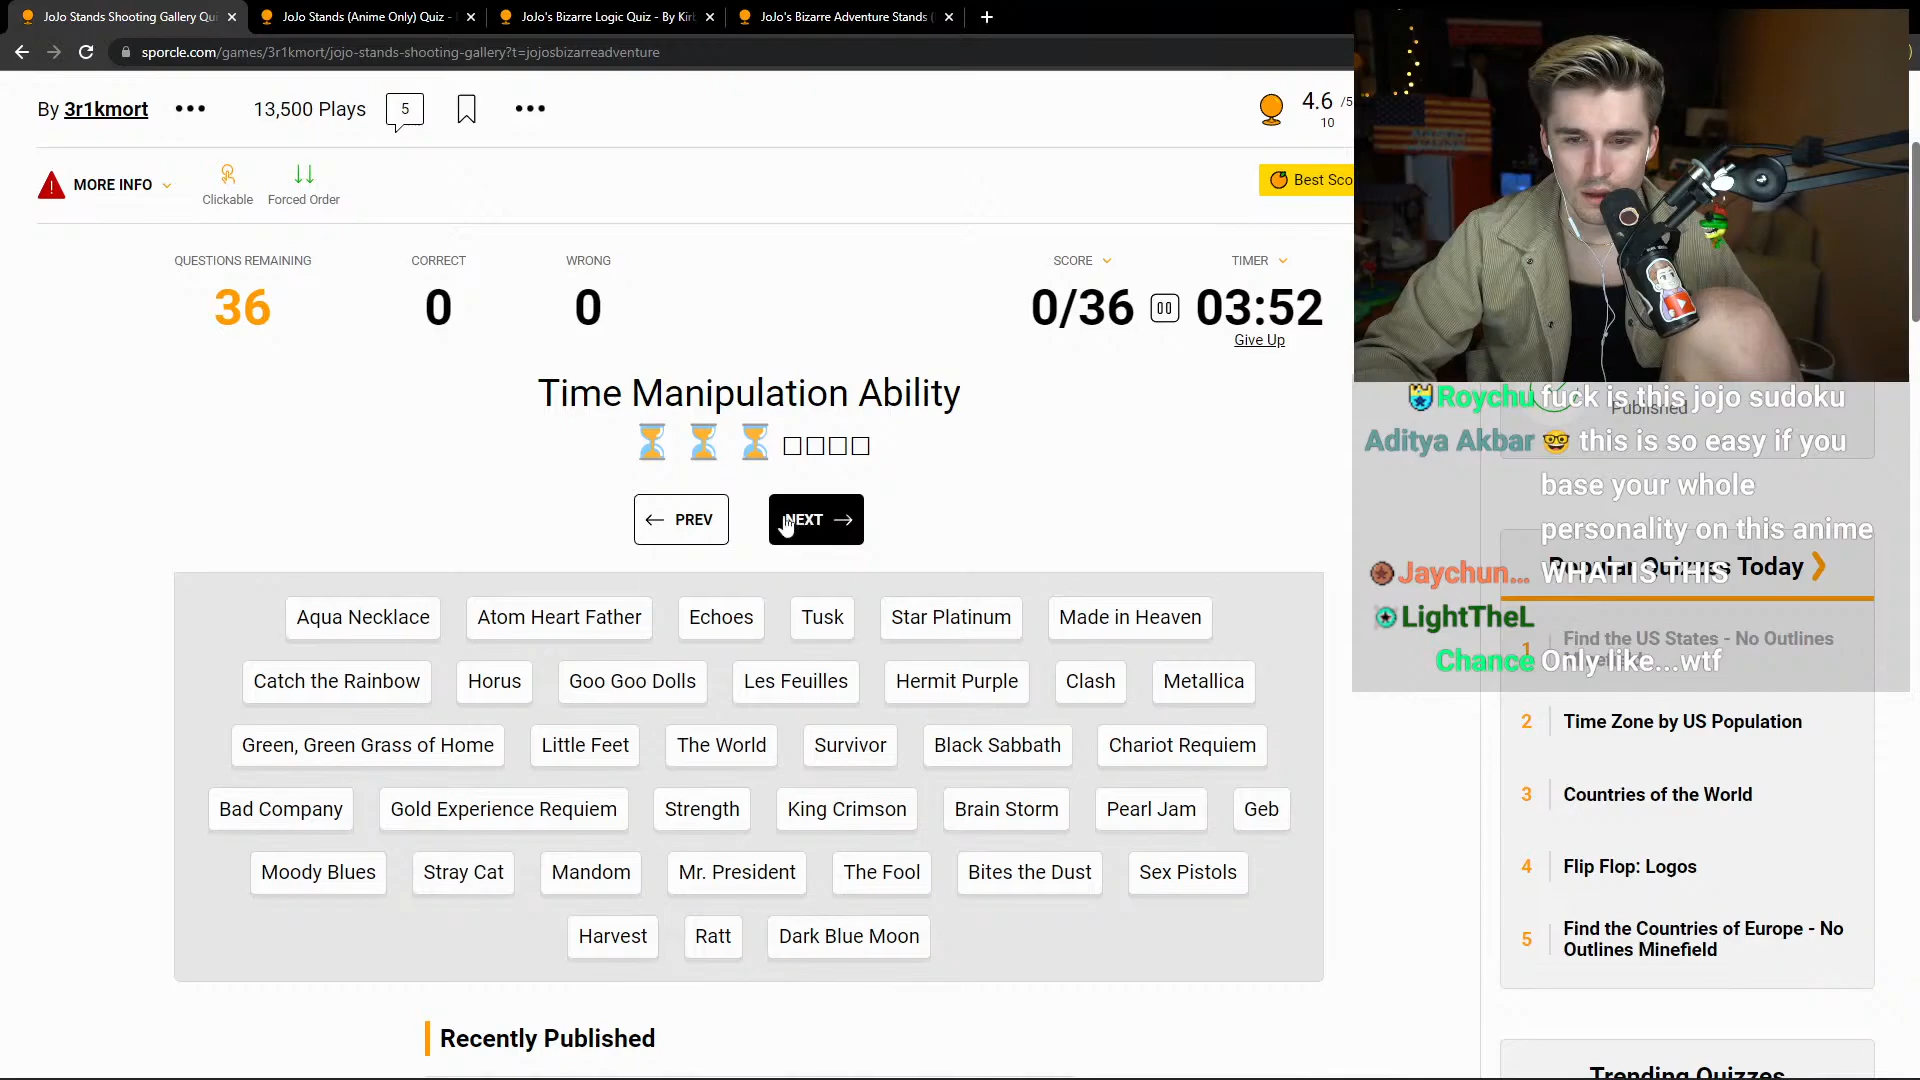 JoJo Stands Shooting Gallery Qui
JoJo Stands (Anime Only) Quiz -
JoJo's Bizarre Logic Quiz - By Kir
JoJo's Bizarre Adventure Stands (
sporcle.com/games/3r1kmort/jojo-stands-shooting-gallery?t=jojosbizarreadventure
By 3r1kmort
13,500 Plays
5
4.6 /5
10
MORE INFO
Clickable
Forced Order
Best Sco
QUESTIONS REMAINING
CORRECT
WRONG
SCORE
TIMER
36
0
0
0/36
03:52
Give Up
Time Manipulation Ability
PREV
NEXT
Aqua Necklace
Atom Heart Father
Echoes
Tusk
Star Platinum
Made in Heaven
Catch the Rainbow
Horus
Goo Goo Dolls
Les Feuilles
Hermit Purple
Clash
Metallica
Green, Green Grass of Home
Little Feet
The World
Survivor
Black Sabbath
Chariot Requiem
Bad Company
Gold Experience Requiem
Strength
King Crimson
Brain Storm
Pearl Jam
Geb
Moody Blues
Stray Cat
Mandom
Mr. President
The Fool
Bites the Dust
Sex Pistols
Harvest
Ratt
Dark Blue Moon
Recently Published
Roychu fuck is this jojo sudoku
Published
Aditya Akbar 🤓 this is so easy if you
base your whole
personality on this anime
Jaychun... WHAT IS THIS
LightTheL
Chance Only like...wtf
Popular Quizzes Today
1
Find the US States - No Outlines
2
Time Zone by US Population
3
Countries of the World
4
Flip Flop: Logos
5
Find the Countries of Europe - No
Outlines Minefield
Trending Quizzes